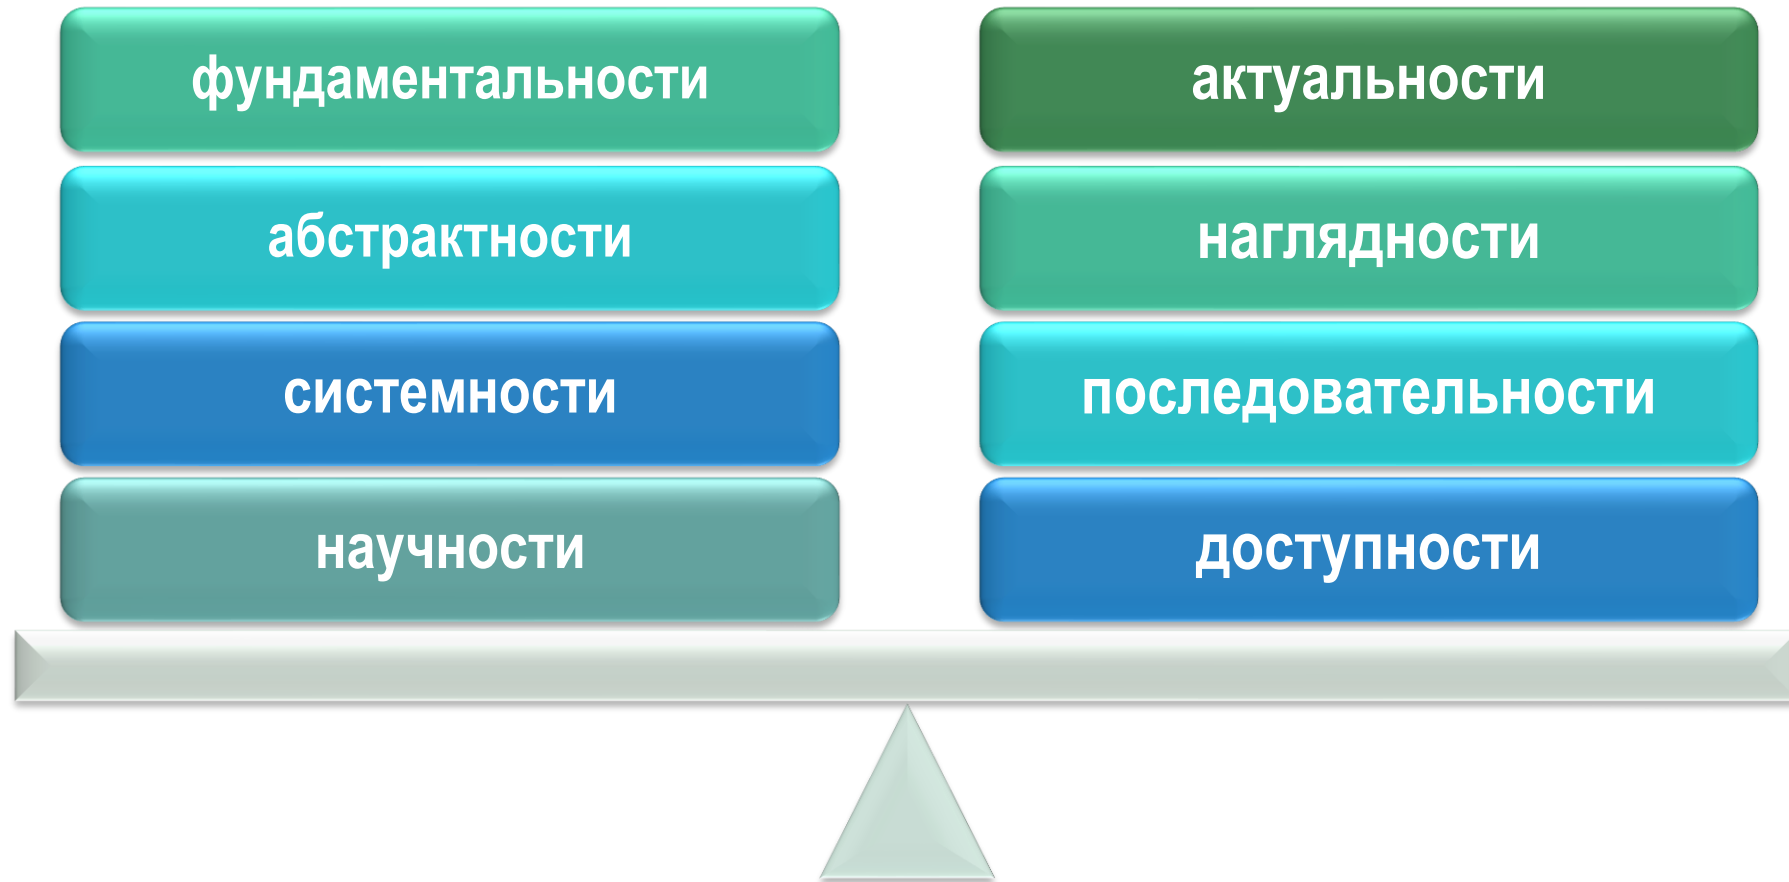 фундаментальности
абстрактности
системности
научности
актуальности
наглядности
последовательности
доступности